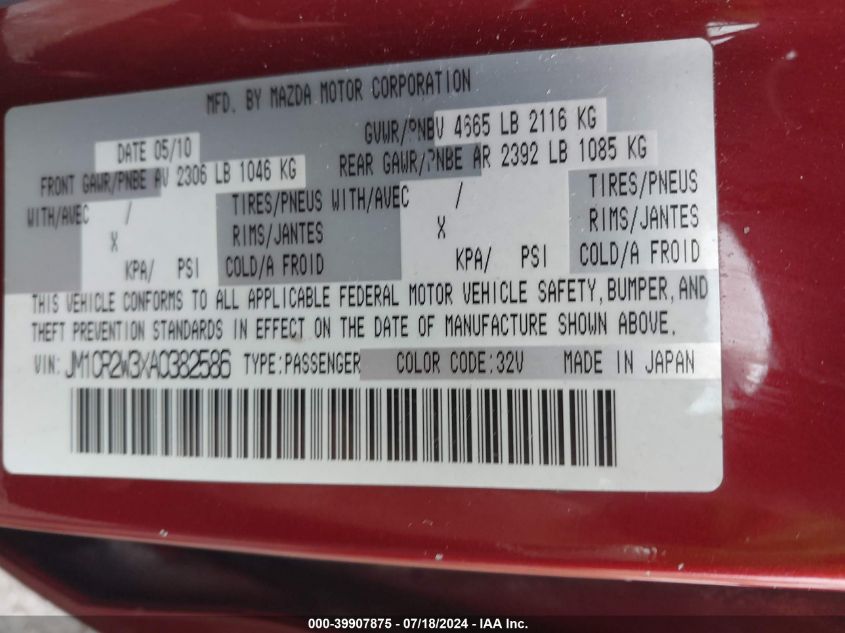 MFD. BY MAZDA MOTOR CORPORATION
DATE 05/10 GVWR/PNBV 4665 LB 2116 KG
FRONT GAWR/PNBE AV 2306 LB 1046 KG REAR GAWR/PNBE AR 2392 LB 1085 KG
WITH/AVEC / TIRES/PNEUS WITH/AVEC / TIRES/PNEUS
X RIMS/JANTES X RIMS/JANTES
KPA/ PSI COLD/A FROID KPA/ PSI COLD/A FROID
THIS VEHICLE CONFORMS TO ALL APPLICABLE FEDERAL MOTOR VEHICLE SAFETY, BUMPER, AND
THEFT PREVENTION STANDARDS IN EFFECT ON THE DATE OF MANUFACTURE SHOWN ABOVE.
VIN: JM1CR2W3XA0382586 TYPE:PASSENGER COLOR CODE:32V MADE IN JAPAN
000-39907875 / 07/18/2024 - IAA Inc.